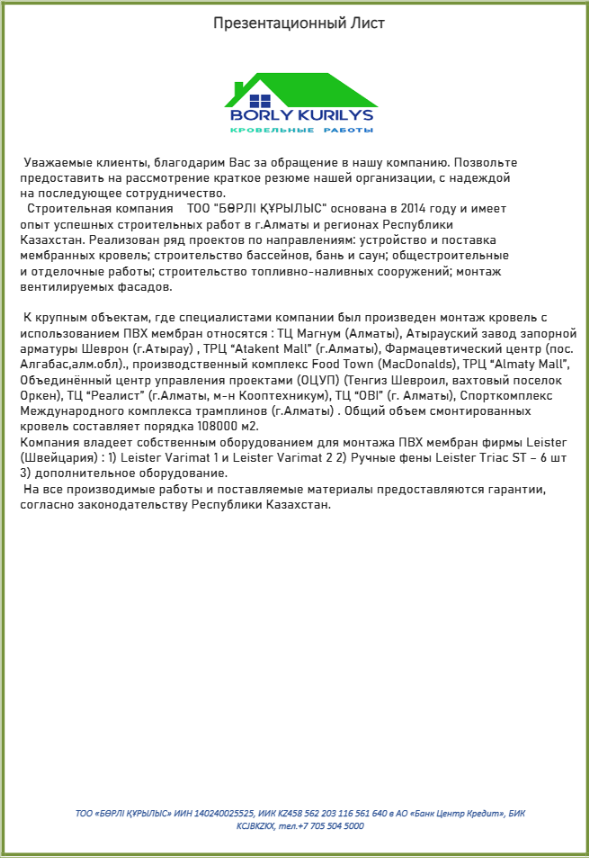 Презентационный Лист
BORLY KURILYS
КРОВЕЛЬНЫЕ РАБОТЫ
Уважаемые клиенты, благодарим Вас за обращение в нашу компанию. Позвольте
предоставить на рассмотрение краткое резюме нашей организации, с надеждой
на последующее сотрудничество.
Строительная компания ТОО "БӨРЛІ ҚҰРЫЛЫС" основана в 2014 году и имеет
опыт успешных строительных работ в г.Алматы и регионах Республики
Казахстан. Реализован ряд проектов по направлениям: устройство и поставка
мембранных кровель; строительство бассейнов, бань и саун; общестроительные
и отделочные работы; строительство топливно-наливных сооружений; монтаж
вентилируемых фасадов.
К крупным объектам, где специалистами компании был произведен монтаж кровель с
использованием ПВХ мембран относятся : ТЦ Магнум (Алматы), Атырауский завод запорной
арматуры Шеврон (г.Атырау) , ТРЦ “Atakent Mall” (г.Алматы), Фармацевтический центр (пос.
Алгабас,алм.обл)., производственный комплекс Food Town (MacDonalds), ТРЦ “Almaty Mall”,
Объединённый центр управления проектами (ОЦУП) (Тенгиз Шевроил, вахтовый поселок
Оркен), ТЦ “Реалист” (г.Алматы, м-н Кооптехникум), ТЦ “OBI” (г. Алматы), Спорткомплекс
Международного комплекса трамплинов (г.Алматы) . Общий объем смонтированных
кровель составляет порядка 108000 м2.
Компания владеет собственным оборудованием для монтажа ПВХ мембран фирмы Leister
(Швейцария) : 1) Leister Varimat 1 и Leister Varimat 2 2) Ручные фены Leister Triac ST – 6 шт
3) дополнительное оборудование.
На все производимые работы и поставляемые материалы предоставляются гарантии,
согласно законодательству Республики Казахстан.
ТОО «БӨРЛІ ҚҰРЫЛЫС» ИИН 140240025525, ИИК KZ458 562 203 116 561 640 в АО «Банк Центр Кредит», БИК
KCJBKZKX, тел.+7 705 504 5000